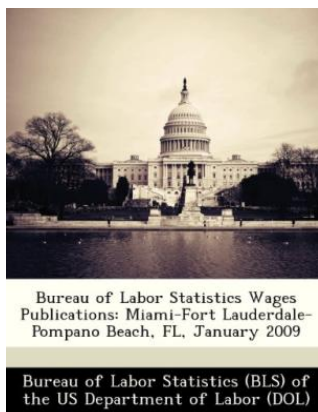 Bureau of Labor Statistics Wages
Publications: Miami-Fort Lauderdale-
Pompano Beach, FL, January 2009
Bureau of Labor Statistics (BLS) of
the US Department of Labor (DOL)